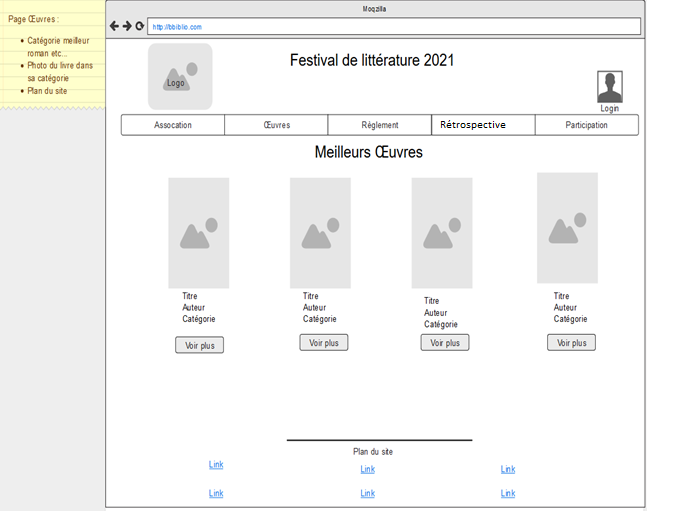 Page Œuvres :
Catégorie meilleur
roman etc...
Photo du livre dans
sa catégorie
Plan du site
Moqzilla
http://bbiblio.com
Logo
Festival de littérature 2021
Login
Assocation
Œuvres
Réglement
Rétrospective
Participation
Meilleurs Œuvres
Titre
Auteur
Catégorie
Voir plus
Titre
Auteur
Catégorie
Voir plus
Titre
Auteur
Catégorie
Voir plus
Titre
Auteur
Catégorie
Voir plus
Plan du site
Link
Link
Link
Link
Link
Link